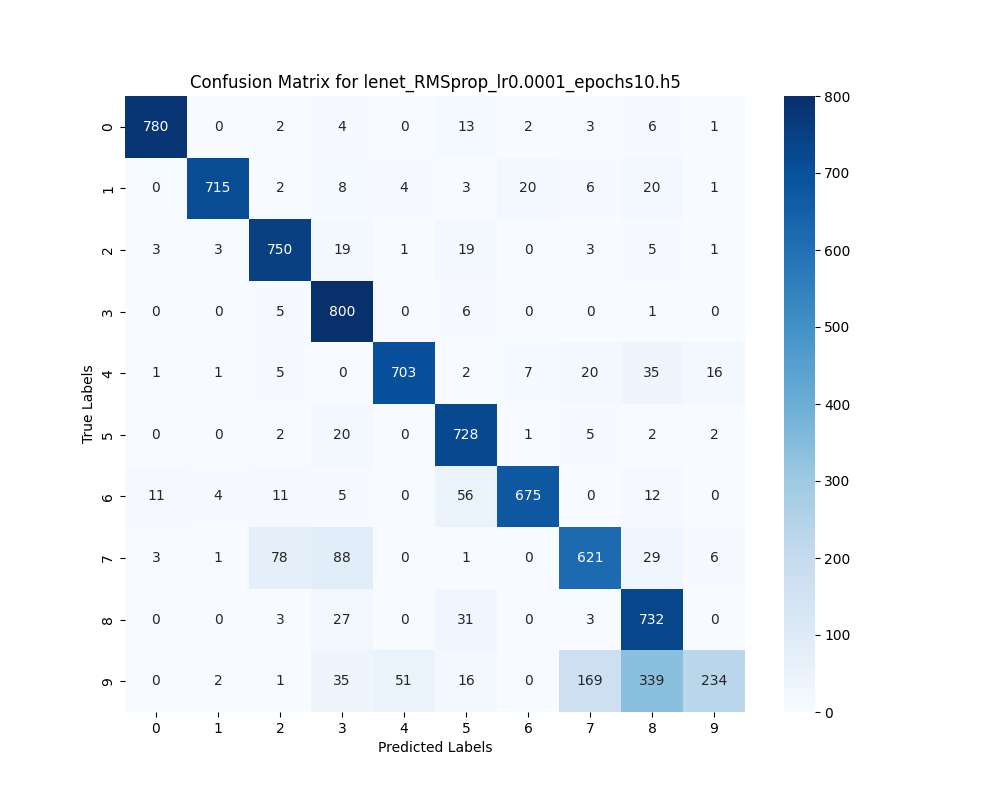 Confusion Matrix for lenet_RMSprop_lr0.0001_epochs10.h5
True Labels
0 780 0 2 4 0 13 2 3 6 1
1 0 715 2 8 4 3 20 6 20 1
2 3 3 750 19 1 19 0 3 5 1
3 0 0 5 800 0 6 0 0 1 0
4 1 1 5 0 703 2 7 20 35 16
5 0 0 2 20 0 728 1 5 2 2
6 11 4 11 5 0 56 675 0 12 0
7 3 1 78 88 0 1 0 621 29 6
8 0 0 3 27 0 31 0 3 732 0
9 0 2 1 35 51 16 0 169 339 234
0 1 2 3 4 5 6 7 8 9
Predicted Labels
800
700
600
500
400
300
200
100
0